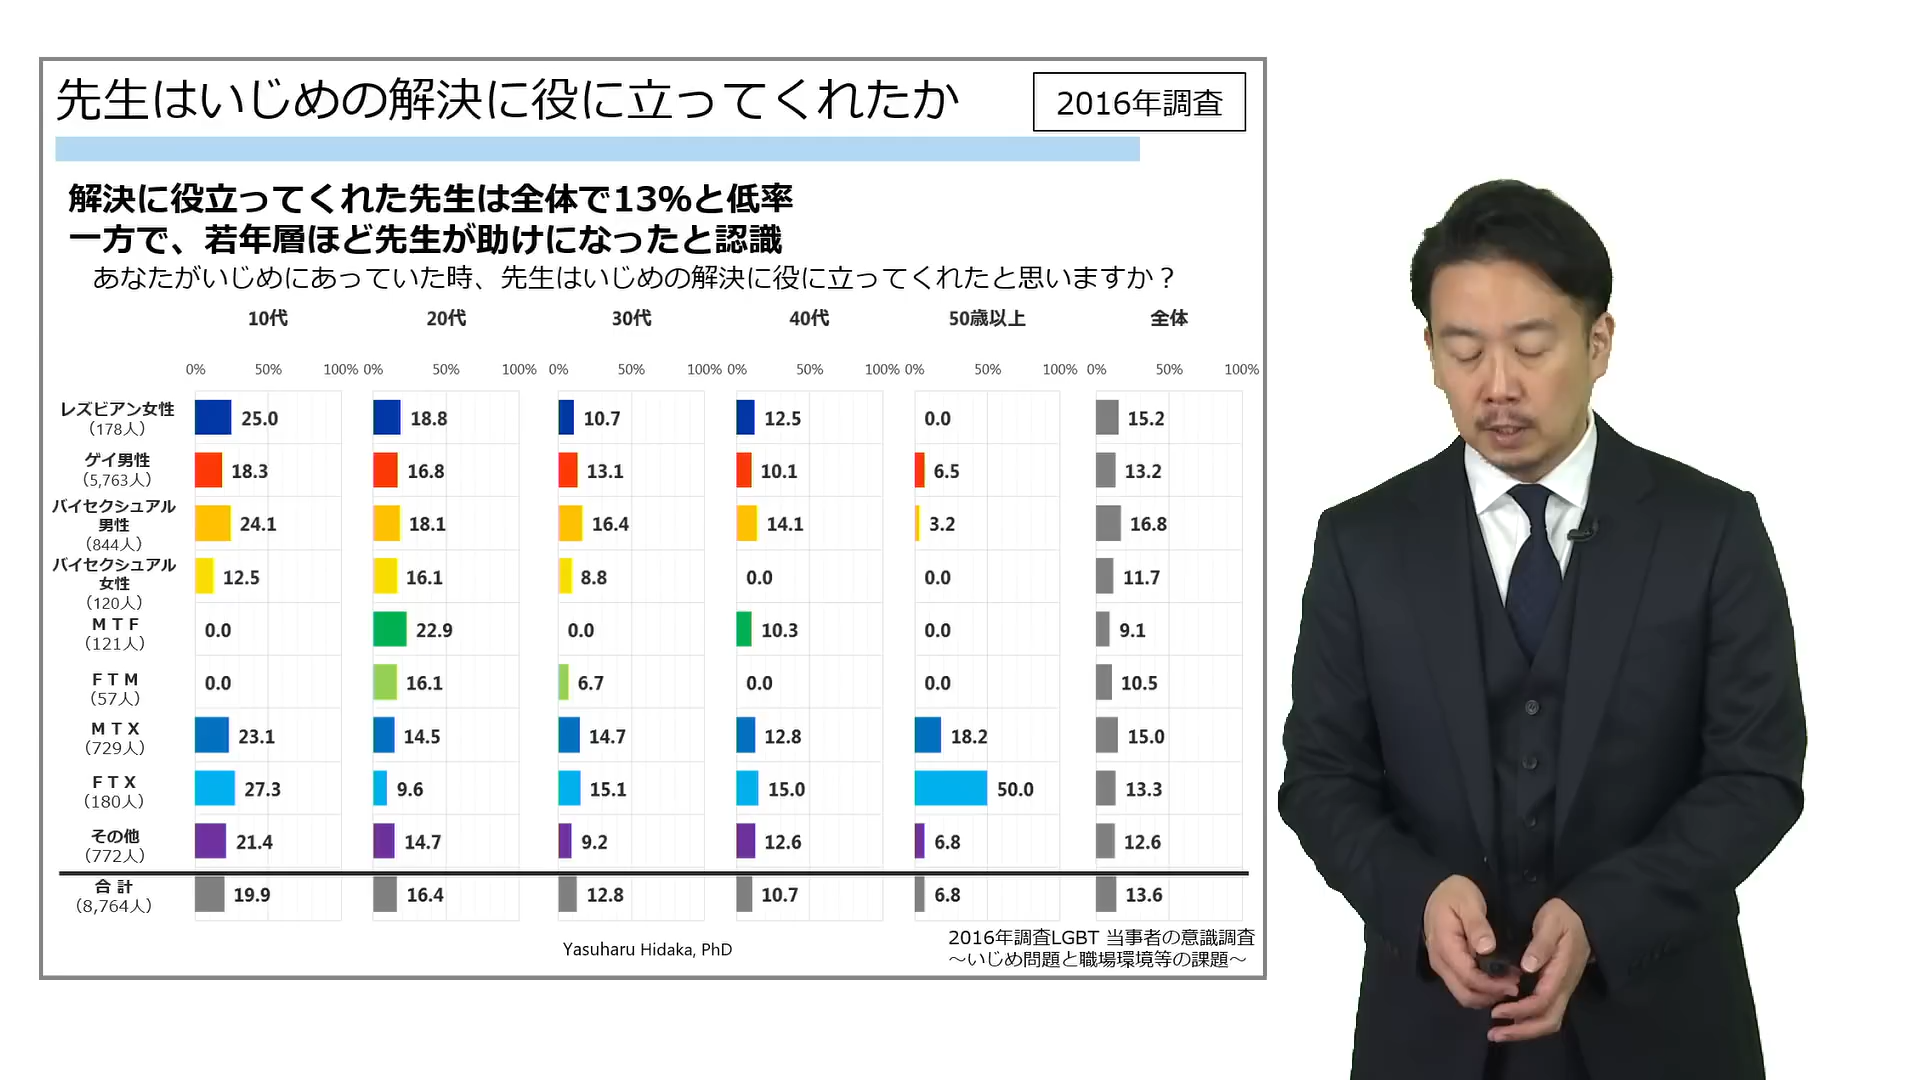 先生はいじめの解決に役に立ってくれたか
2016年調査
解決に役立ってくれた先生は全体で13%と低率
一方で、若年層ほど先生が助けになったと認識
あなたがいじめにあっていた時、先生はいじめの解決に役に立ってくれたと思いますか？
10代 20代 30代 40代 50歳以上 全体
0% 50% 100% 0% 50% 100% 0% 50% 100% 0% 50% 100% 0% 50% 100% 0% 50% 100%
レズビアン女性
（178人）
25.0 18.8 10.7 12.5 0.0 15.2
ゲイ男性
（5,763人）
18.3 16.8 13.1 10.1 6.5 13.2
バイセクシュアル
男性
（844人）
24.1 18.1 16.4 14.1 3.2 16.8
バイセクシュアル
女性
（120人）
12.5 16.1 8.8 0.0 0.0 11.7
ＭＴＦ
（121人）
0.0 22.9 0.0 10.3 0.0 9.1
ＦＴＭ
（57人）
0.0 16.1 6.7 0.0 0.0 10.5
ＭＴＸ
（729人）
23.1 14.5 14.7 12.8 18.2 15.0
ＦＴＸ
（180人）
27.3 9.6 15.1 15.0 50.0 13.3
その他
（772人）
21.4 14.7 9.2 12.6 6.8 12.6
合 計
（8,764人）
19.9 16.4 12.8 10.7 6.8 13.6
Yasuharu Hidaka, PhD
2016年調査LGBT 当事者の意識調査
～いじめ問題と職場環境等の課題～